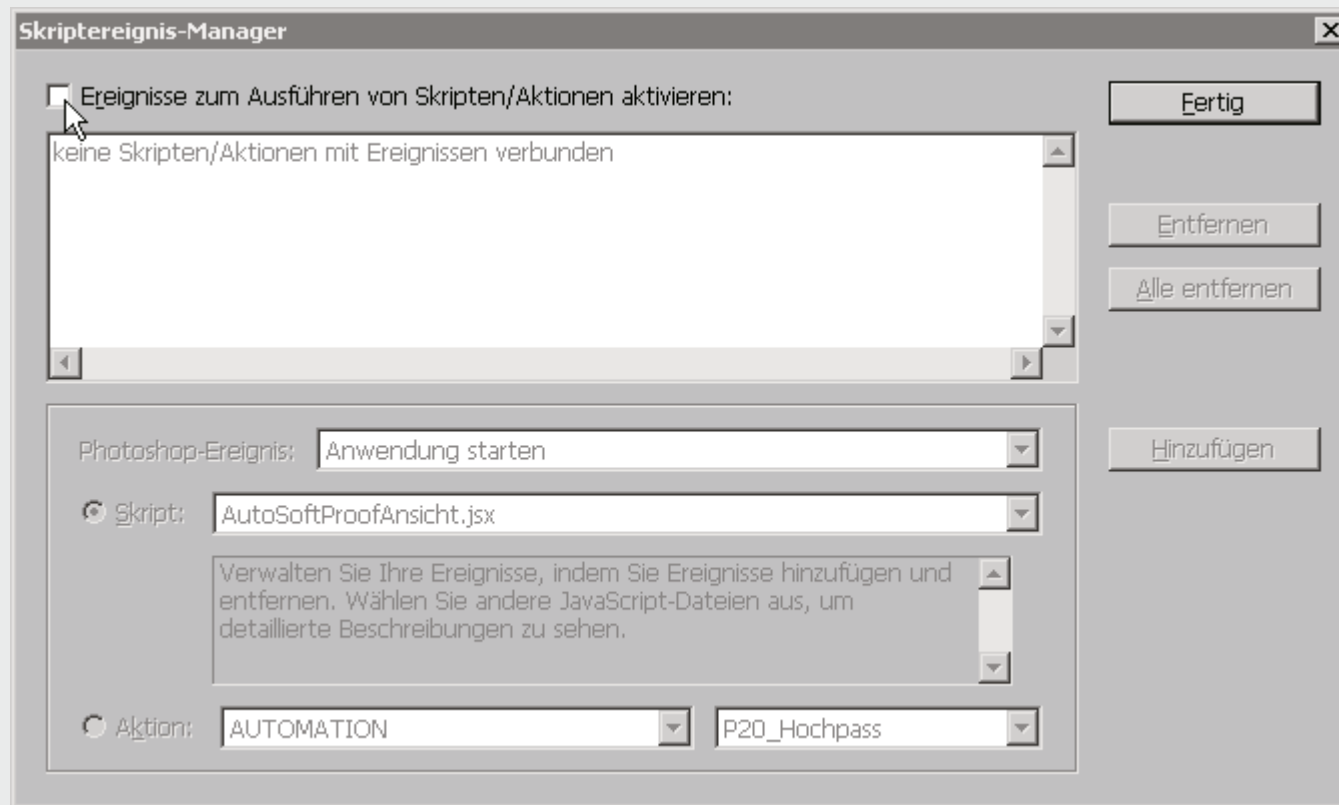 Skriptereignis-Manager
Ereignisse zum Ausführen von Skripten/Aktionen aktivieren:
Fertig
keine Skripten/Aktionen mit Ereignissen verbunden
Entfernen
Alle entfernen
Photoshop-Ereignis: Anwendung starten
Hinzufügen
Skript: AutoSoftProofAnsicht.jsx
Verwalten Sie Ihre Ereignisse, indem Sie Ereignisse hinzufügen und
entfernen. Wählen Sie andere JavaScript-Dateien aus, um
detaillierte Beschreibungen zu sehen.
Aktion: AUTOMATION P20_Hochpass